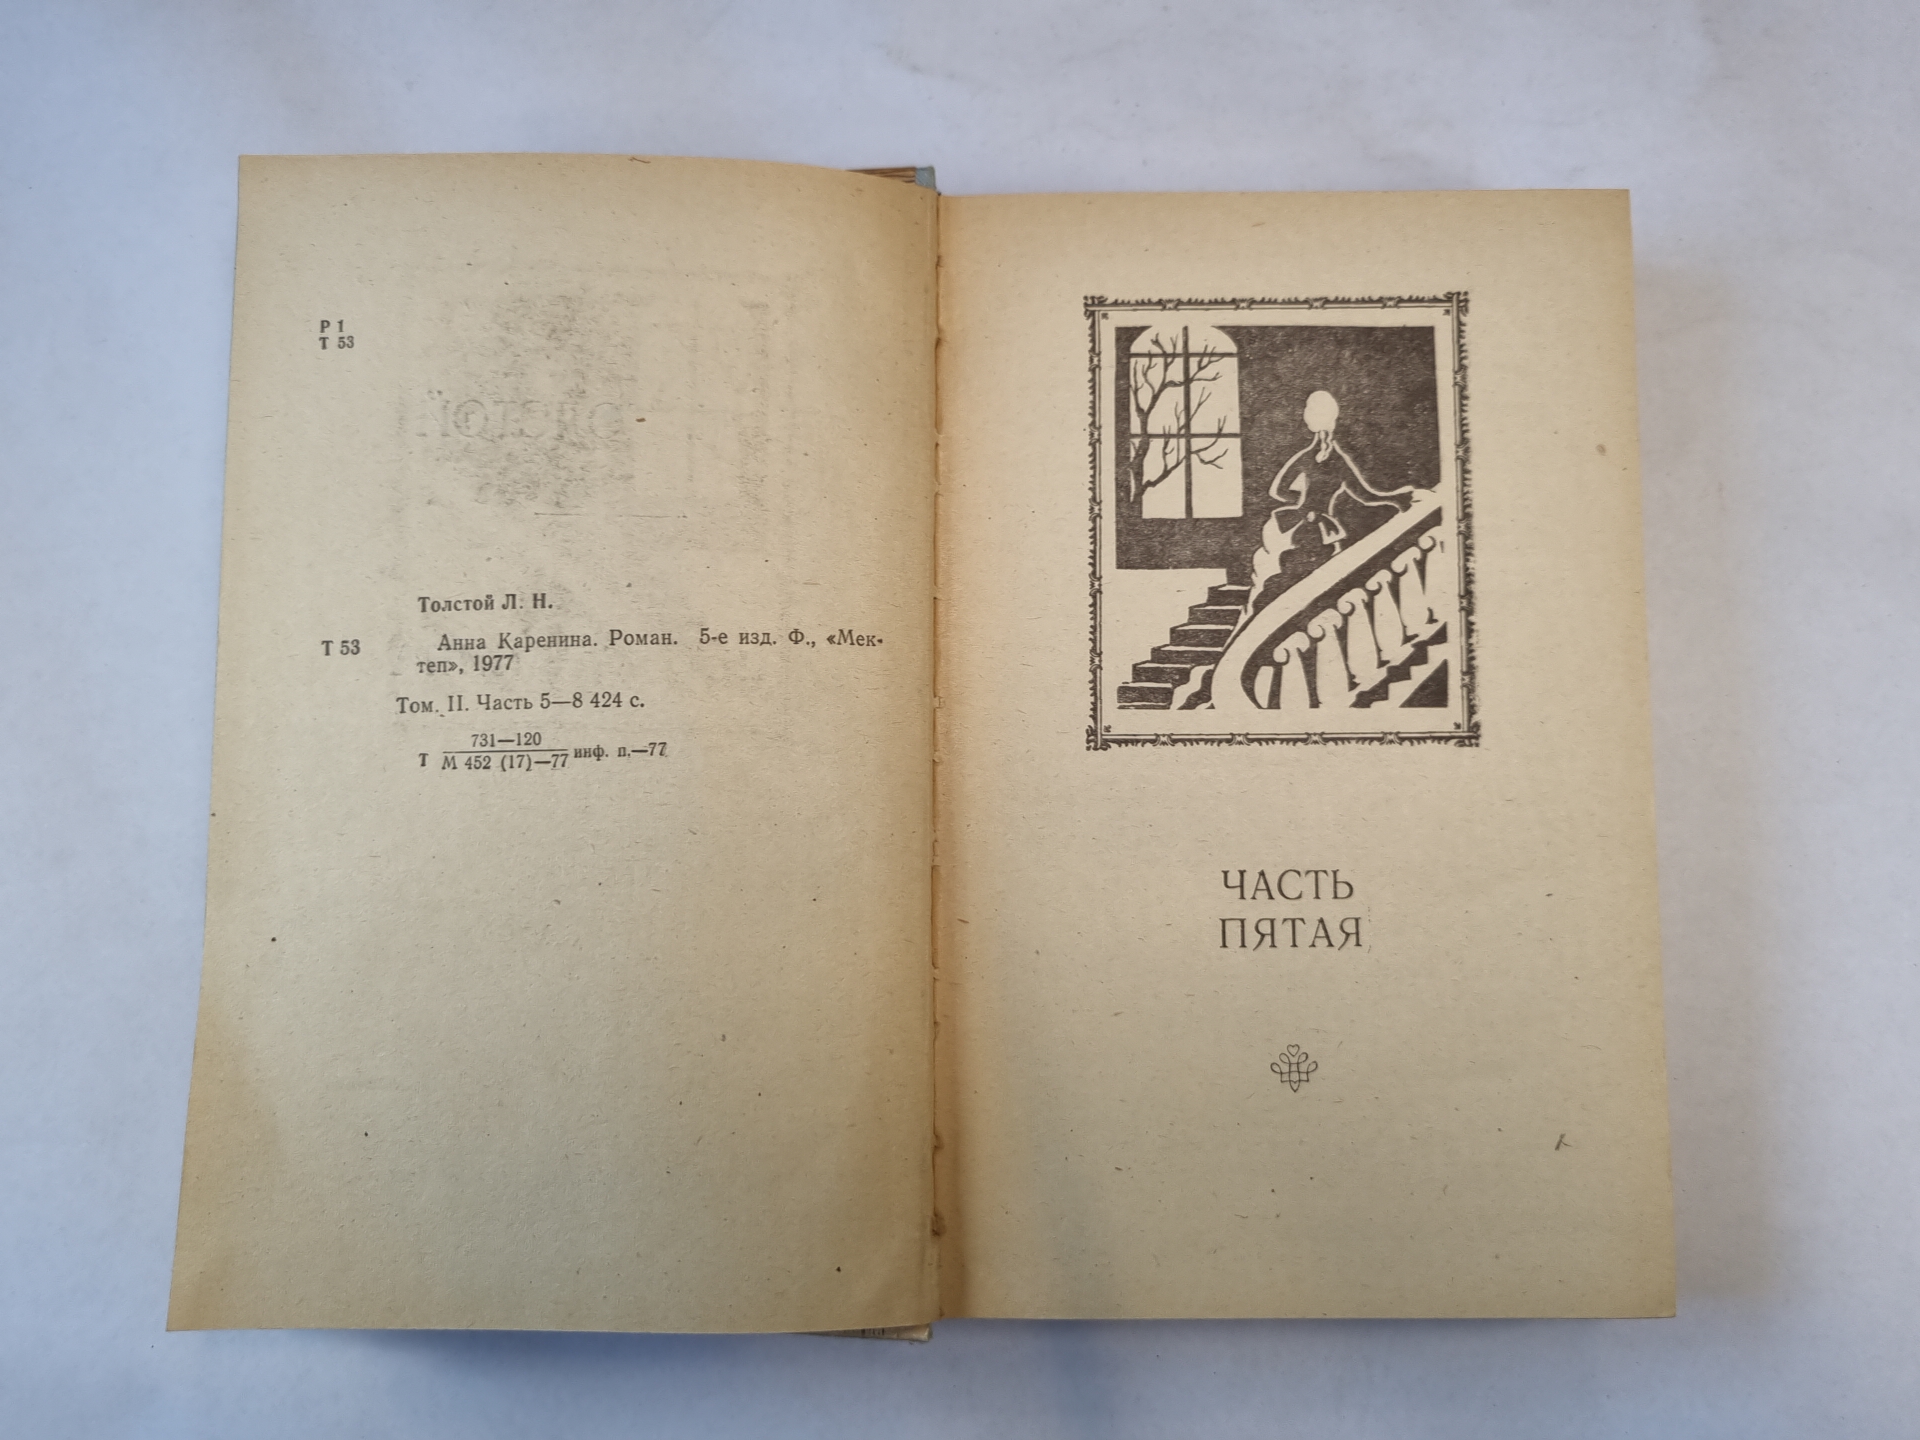 Р 1
Т 53
Толстой Л. Н.
Т 53 Анна Каренина. Роман. 5-е изд. Ф., «Мек-
теп», 1977
Том. II. Часть 5—8 424 с.
731—120
Т М 452 (17)—77 инф. п.—77
ЧАСТЬ
ПЯТАЯ